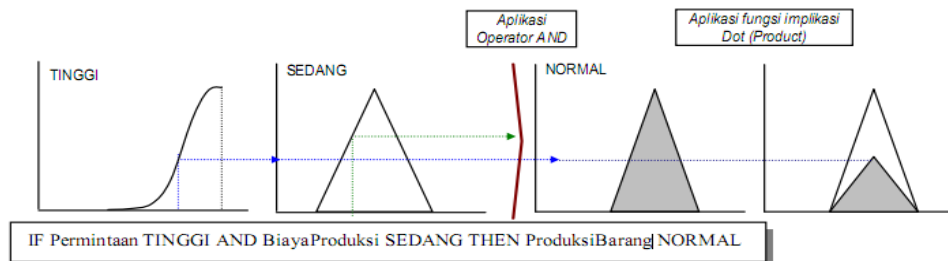 Aplikasi
Operator AND
Aplikasi fungsi implikasi
Dot (Product)
TINGGI
SEDANG
NORMAL
IF Permintaan TINGGI AND BiayaProduksi SEDANG THEN ProduksiBarang NORMAL